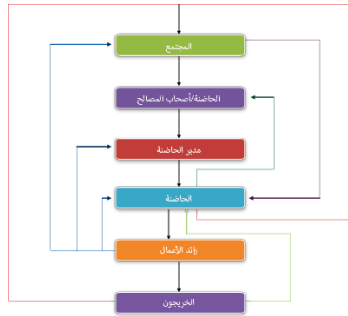 المجتمع
الحاضنة/أصحاب المصالح
مدير الحاضنة
الحاضنة
رائد الأعمال
الخريجون